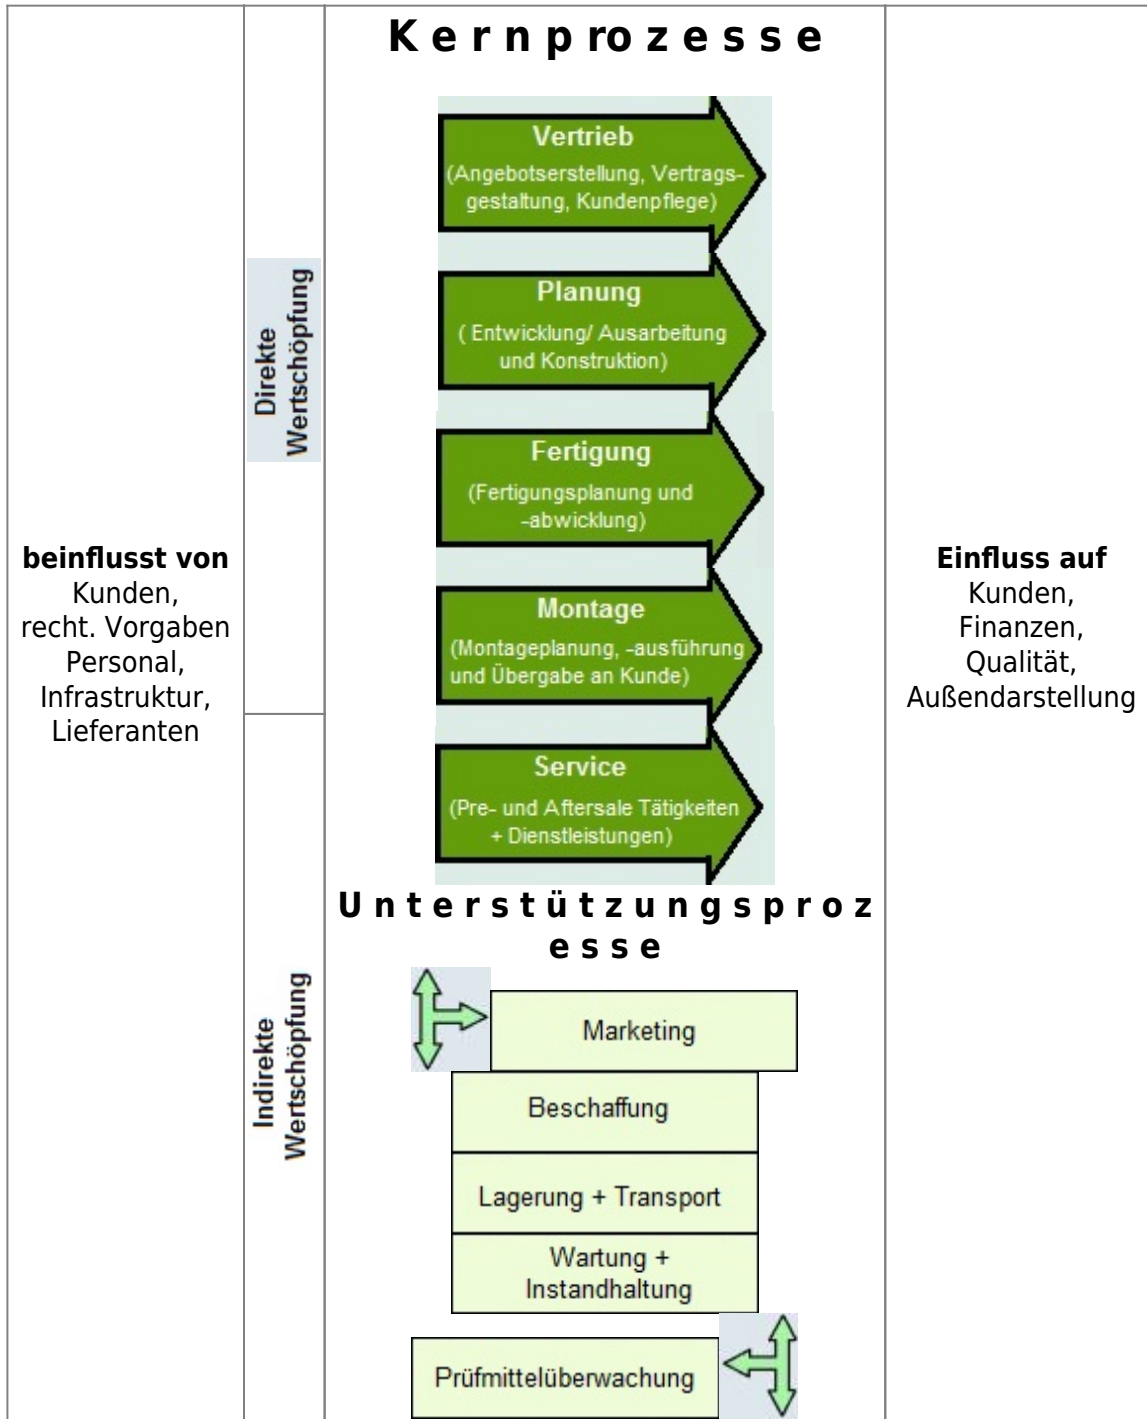 beinflusst von
Kunden,
recht. Vorgaben
Personal,
Infrastruktur,
Lieferanten
Direkte
Wertschöpfung
Indirekte
Wertschöpfung
Kernprozesse
Vertrieb
(Angebotserstellung, Vertrags-
gestaltung, Kundenpflege)
Planung
( Entwicklung/ Ausarbeitung
und Konstruktion)
Fertigung
(Fertigungsplanung und
-abwicklung)
Montage
(Montageplanung, -ausführung
und Übergabe an Kunde)
Service
(Pre- und Aftersale Tätigkeiten
+ Dienstleistungen)
Unterstützungsproz
esse
Marketing
Beschaffung
Lagerung + Transport
Wartung +
Instandhaltung
Prüfmittelüberwachung
Einfluss auf
Kunden,
Finanzen,
Qualität,
Außendarstellung